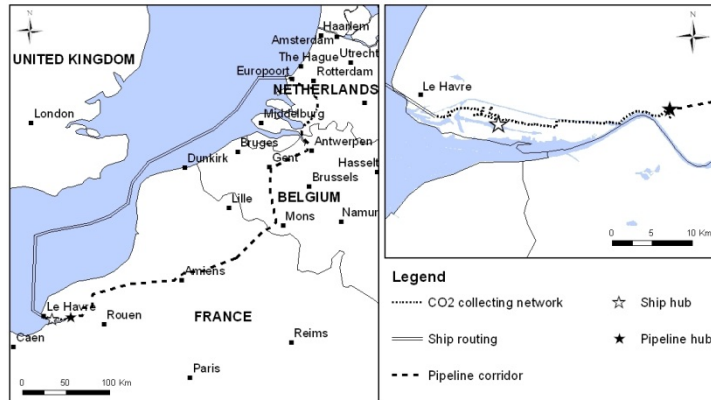 N
Haarlem
Amsterdam
UNITED KINGDOM
The Hague
Utrecht
Europoort
Rotterdam
NETHERLANDS
London
Middelburg
Bruges
Antwerpen
Dunkirk
Gent
Hasselt
Brussels
BELGIUM
Lille
Mons
Namur
Amiens
Le Havre
Rouen
FRANCE
Caen
Reims
Paris
0 50 100 Km
N
Le Havre
0 5 10 Km
Legend
CO2 collecting network
Ship hub
Ship routing
Pipeline hub
Pipeline corridor